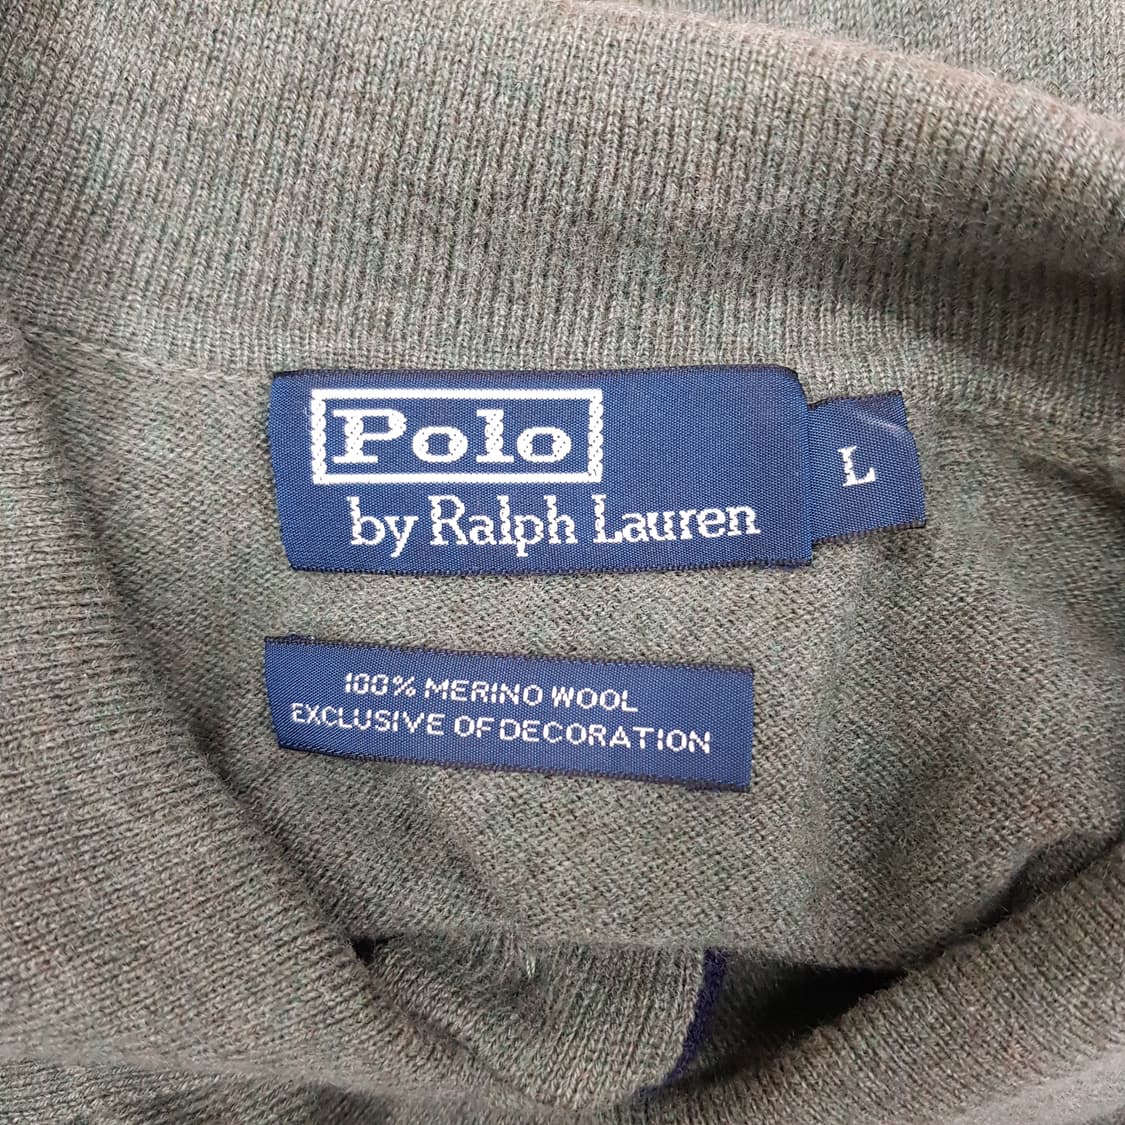 Polo
by Ralph Lauren
L
100% MERINO WOOL
EXCLUSIVE OF DECORATION